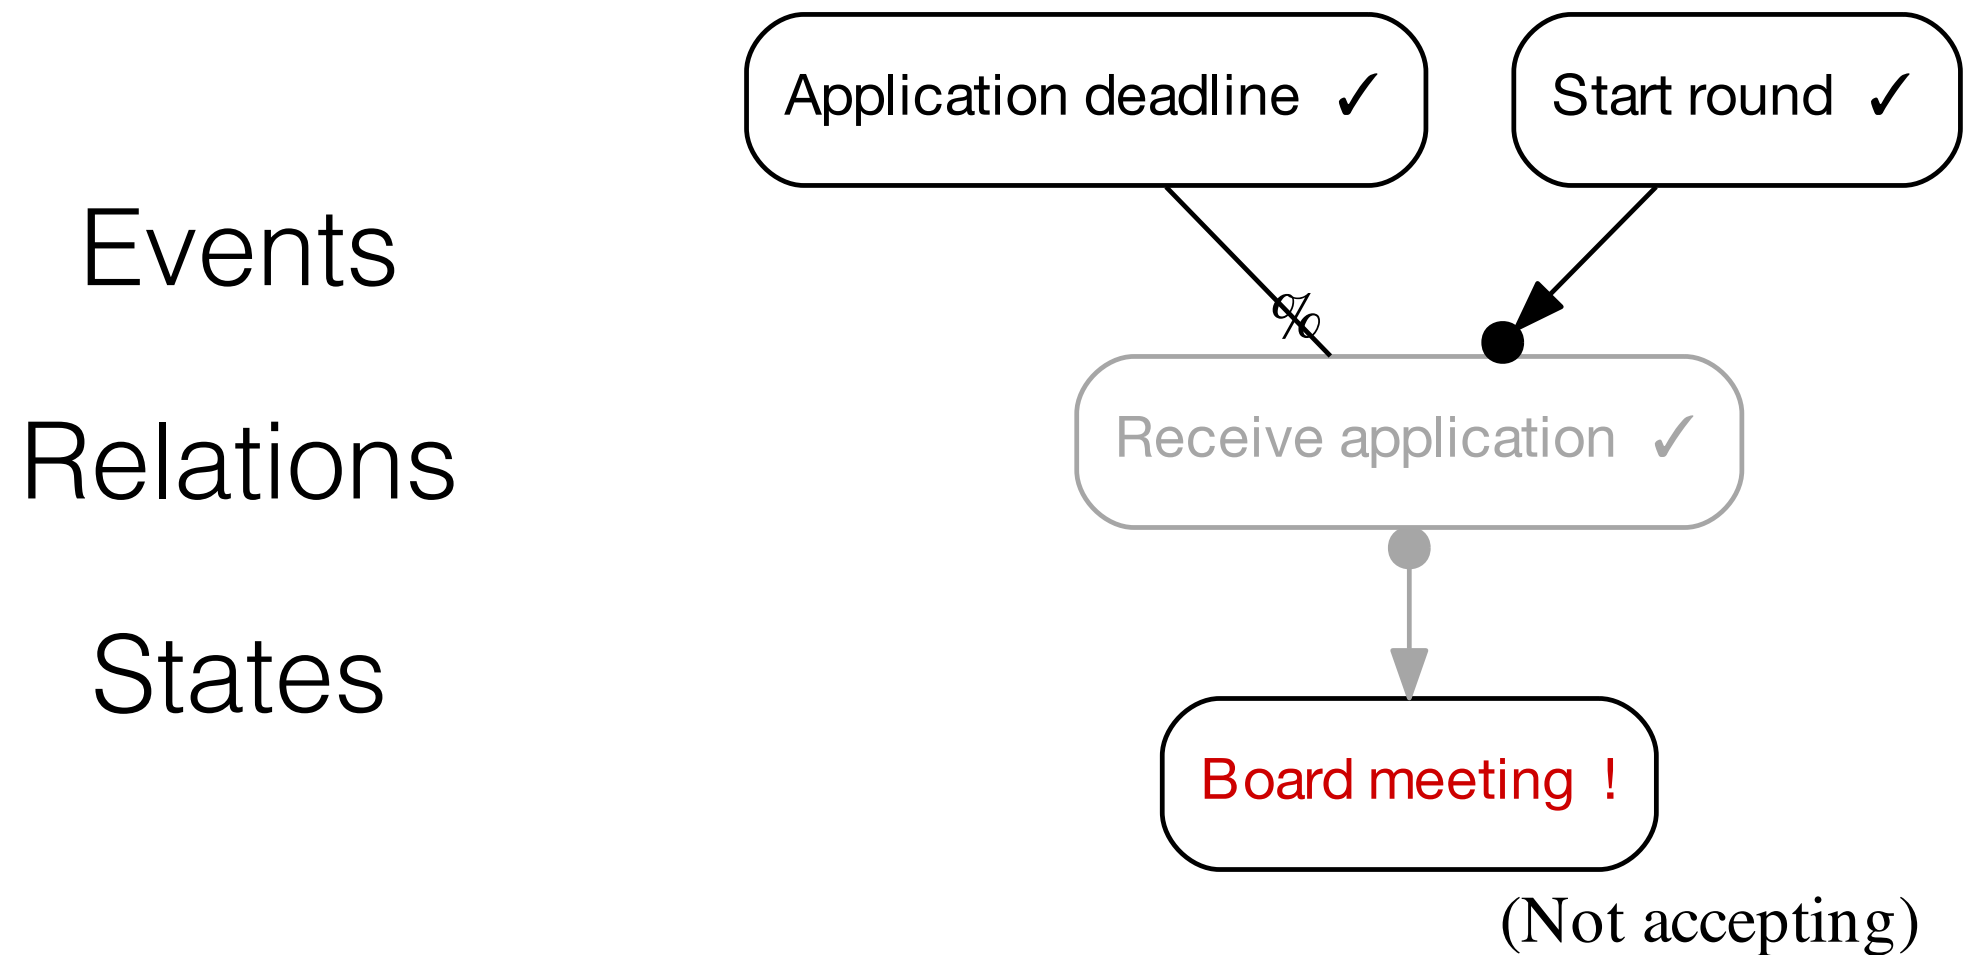 Application deadline ✓
Start round ✓
Events
%
Relations
Receive application ✓
States
Board meeting !
(Not accepting)